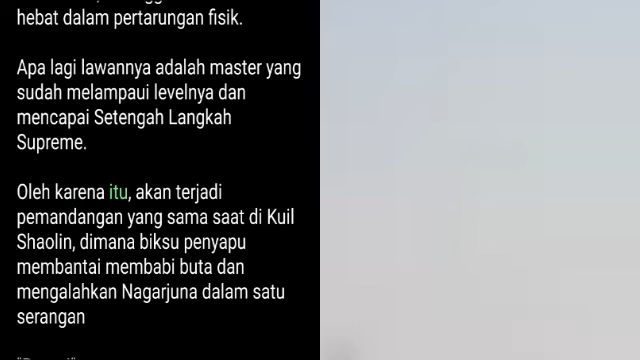 hebat dalam pertarungan fisik.
Apa lagi lawannya adalah master yang
sudah melampaui levelnya dan
mencapai Setengah Langkah
Supreme.
Oleh karena itu, akan terjadi
pemandangan yang sama saat di Kuil
Shaolin, dimana biksu penyapu
membantai membabi buta dan
mengalahkan Nagarjuna dalam satu
serangan